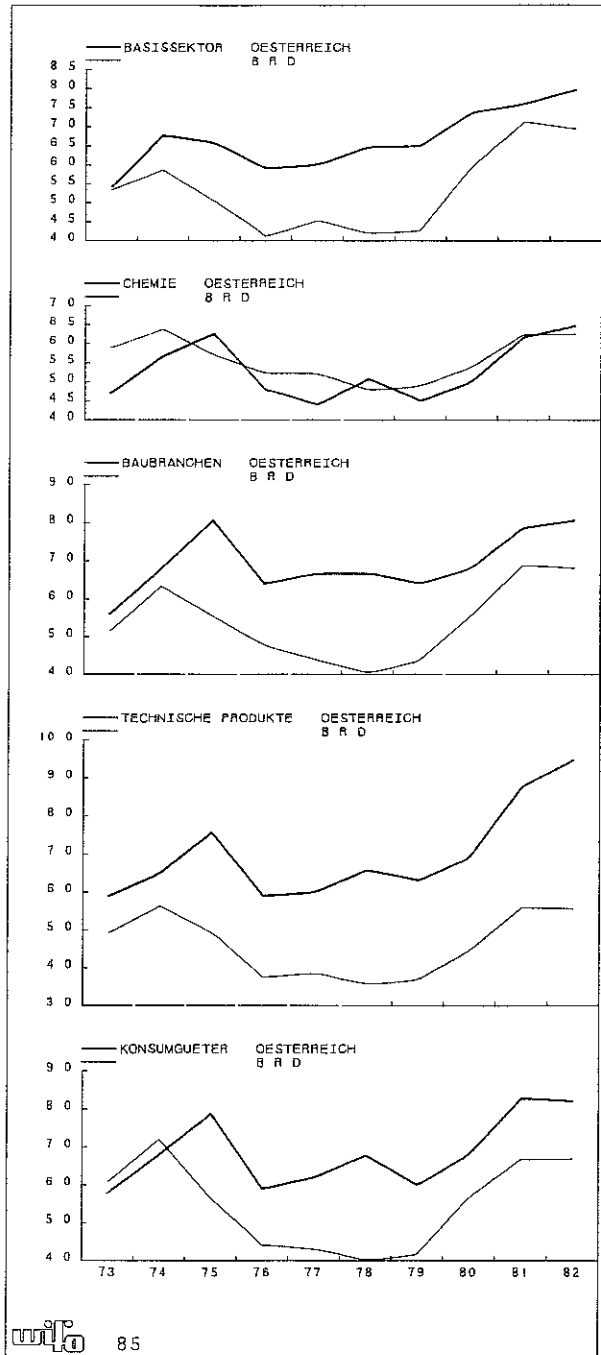 BASISSEKTOR OESTERREICH
B R D
8 5
8 0
7 5
7 0
6 5
6 0
5 5
5 0
4 5
4 0
CHEMIE OESTERREICH
B R D
7 0
6 5
6 0
5 5
5 0
4 5
4 0
BAUBRANCHEN OESTERREICH
B R D
9 0
8 0
7 0
6 0
5 0
4 0
TECHNISCHE PRODUKTE OESTERREICH
B R D
1 0 0
9 0
8 0
7 0
6 0
5 0
4 0
3 0
KONSUMGUETER OESTERREICH
B R D
9 0
8 0
7 0
6 0
5 0
4 0
73 74 75 76 77 78 79 80 81 82
wifo 85